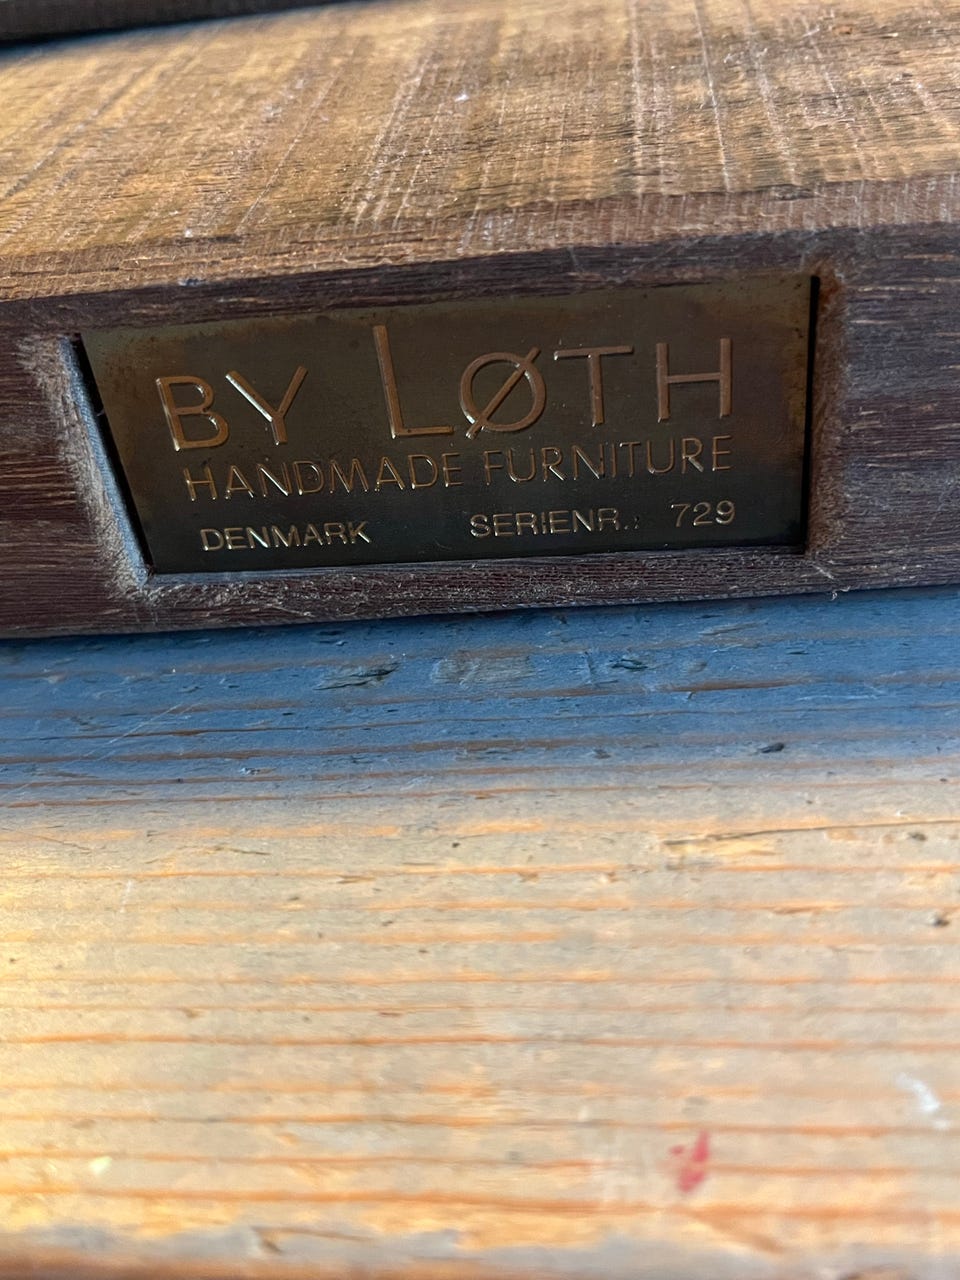 BY LØTH
HANDMADE FURNITURE
DENMARK SERIENR.: 729